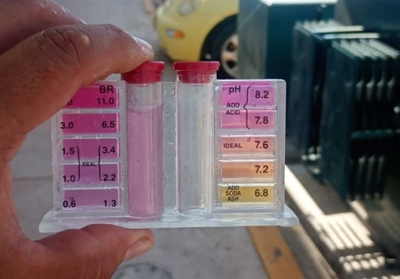 BR
11.0
3.0 6.5
1.5 3.4
IDEAL
1.0 2.2
0.6 1.3
pH 8.2
ADD
ACID 7.8
IDEAL 7.6
7.2
ADD
SODA 6.8
ASH